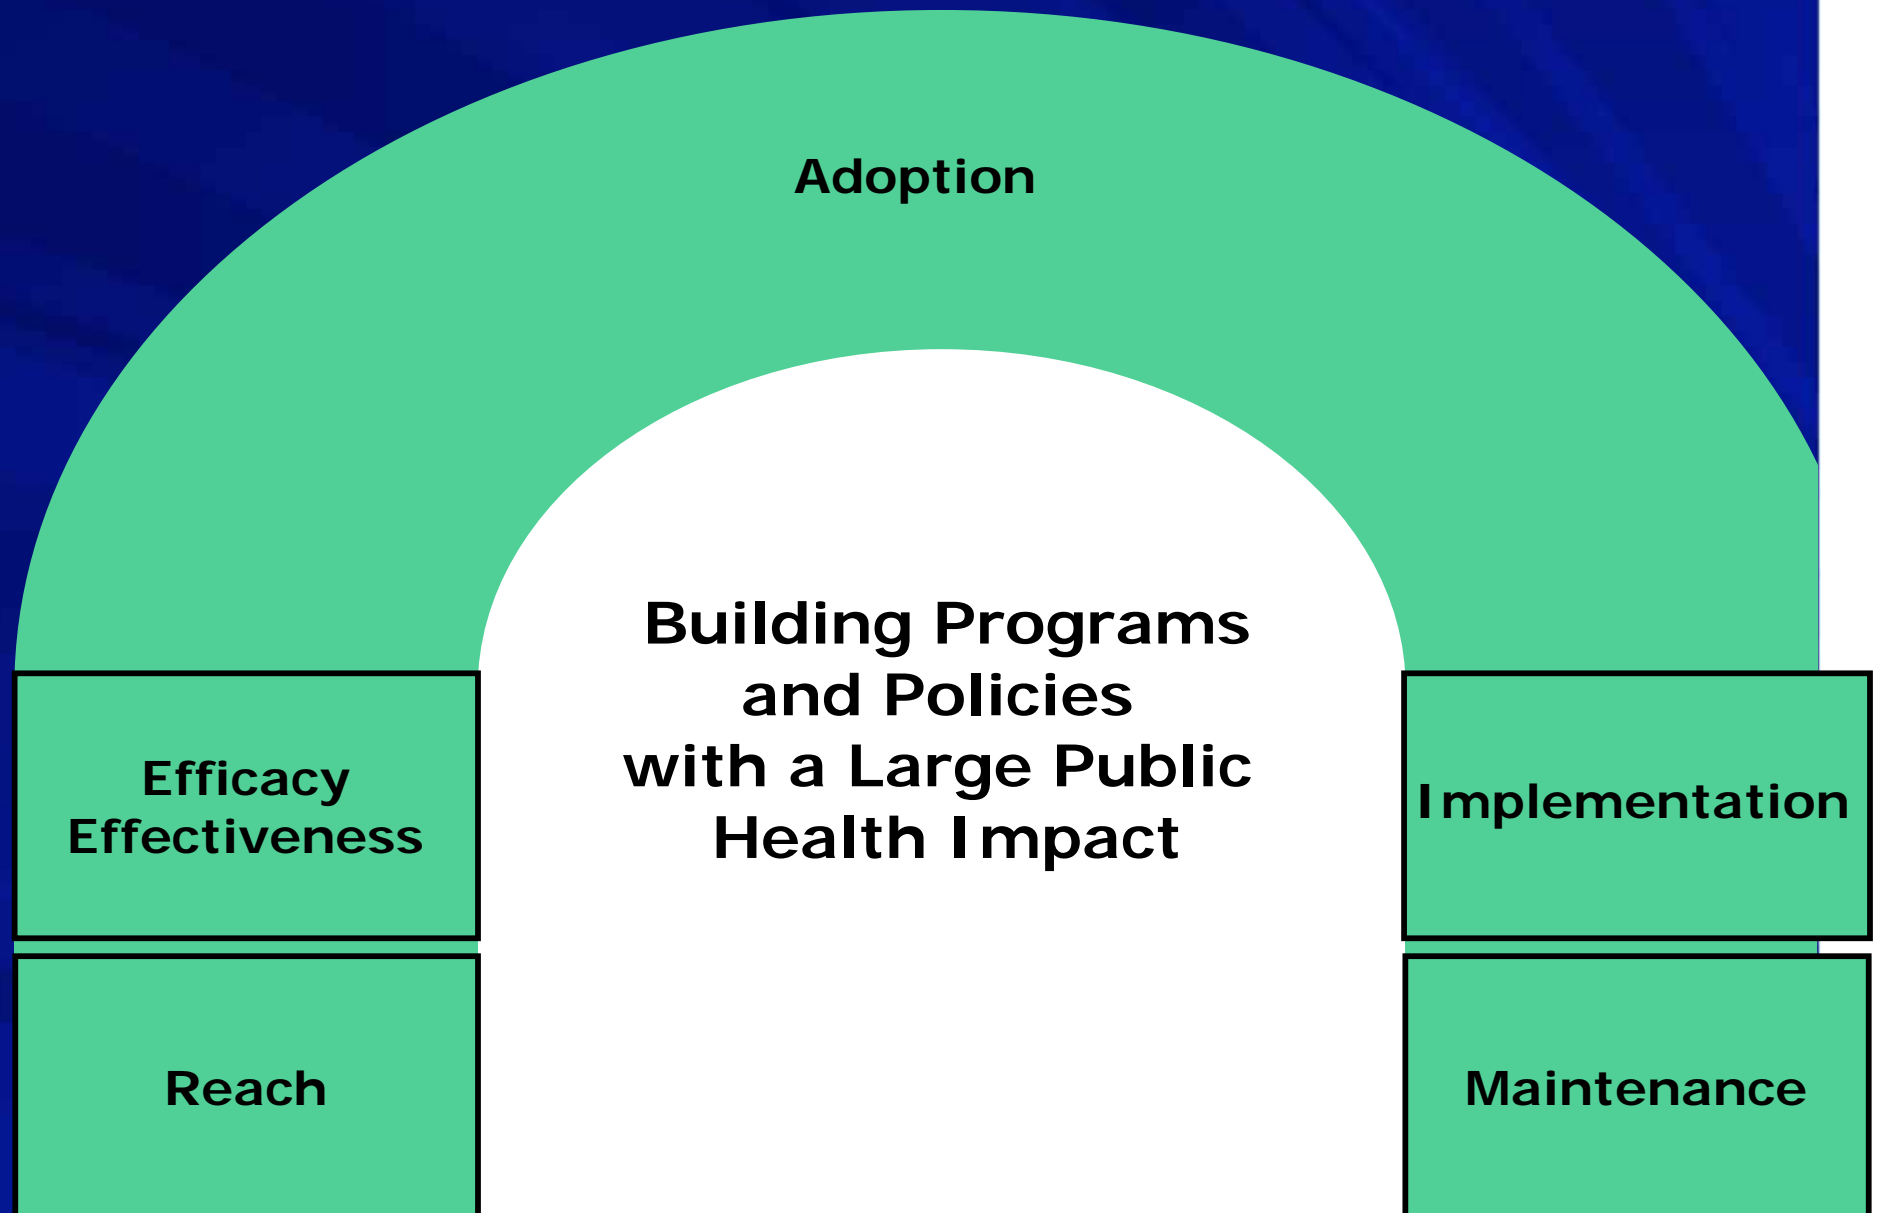 Adoption
Building Programs
and Policies
with a Large Public
Health Impact
Efficacy
Effectiveness
Implementation
Reach
Maintenance